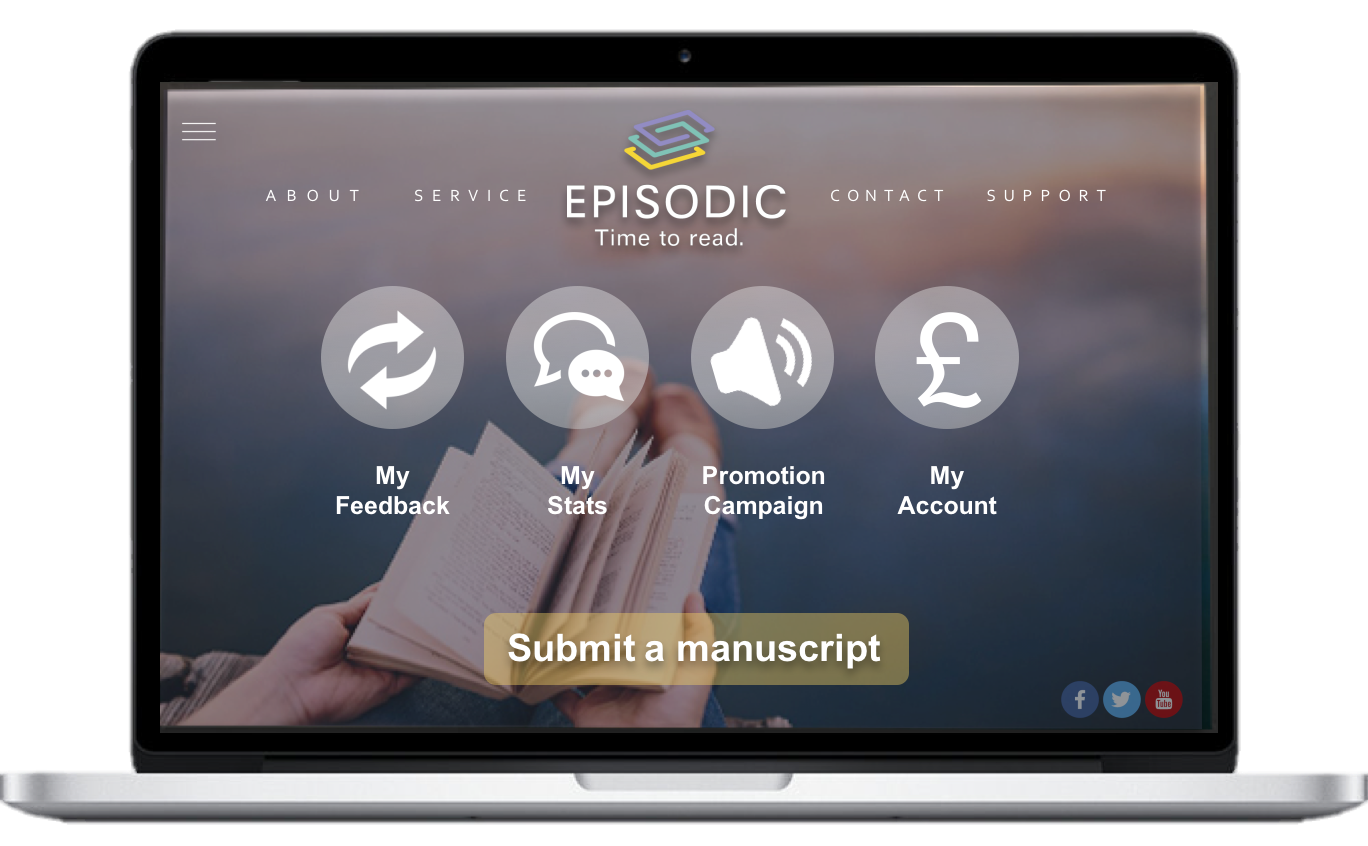 ABOUT
SERVICE
EPISODIC
Time to read.
CONTACT
SUPPORT
£
My
Feedback
My
Stats
Promotion
Campaign
My
Account
Submit a manuscript
f
You
Tube